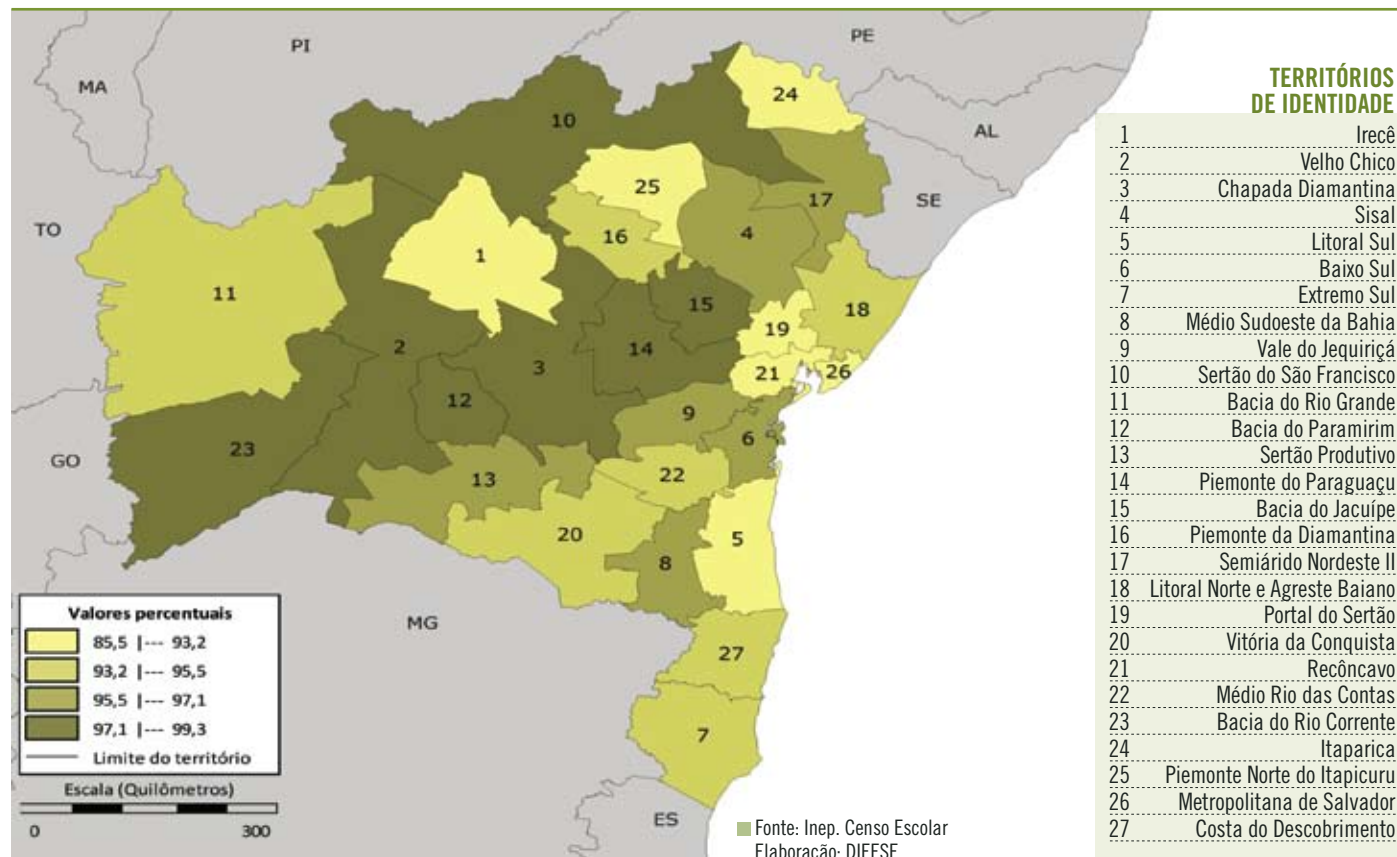 PI
PE
MA
AL
TO
SE
GO
MG
ES
24
10
25
17
16
4
1
11
15
18
19
2
14
3
21
26
12
9
6
23
13
22
20
5
8
27
7
Valores percentuais
85,5 |--- 93,2
93,2 |--- 95,5
95,5 |--- 97,1
97,1 |--- 99,3
Limite do território
Escala (Quilômetros)
0 300
Fonte: Inep. Censo Escolar
Elaboração: DIEESE
TERRITÓRIOS
DE IDENTIDADE
1 Irecê
2 Velho Chico
3 Chapada Diamantina
4 Sisal
5 Litoral Sul
6 Baixo Sul
7 Extremo Sul
8 Médio Sudoeste da Bahia
9 Vale do Jequiriçá
10 Sertão do São Francisco
11 Bacia do Rio Grande
12 Bacia do Paramirim
13 Sertão Produtivo
14 Piemonte do Paraguaçu
15 Bacia do Jacuípe
16 Piemonte da Diamantina
17 Semiárido Nordeste II
18 Litoral Norte e Agreste Baiano
19 Portal do Sertão
20 Vitória da Conquista
21 Recôncavo
22 Médio Rio das Contas
23 Bacia do Rio Corrente
24 Itaparica
25 Piemonte Norte do Itapicuru
26 Metropolitana de Salvador
27 Costa do Descobrimento